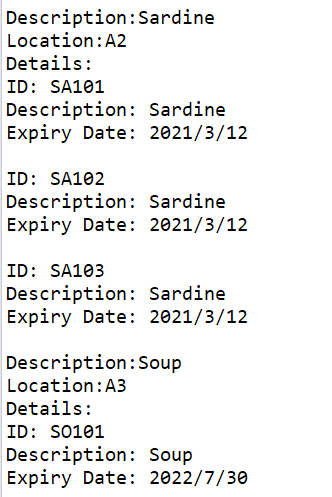 Description:Sardine
Location:A2
Details:
ID: SA101
Description: Sardine
Expiry Date: 2021/3/12
ID: SA102
Description: Sardine
Expiry Date: 2021/3/12
ID: SA103
Description: Sardine
Expiry Date: 2021/3/12
Description:Soup
Location:A3
Details:
ID: SO101
Description: Soup
Expiry Date: 2022/7/30